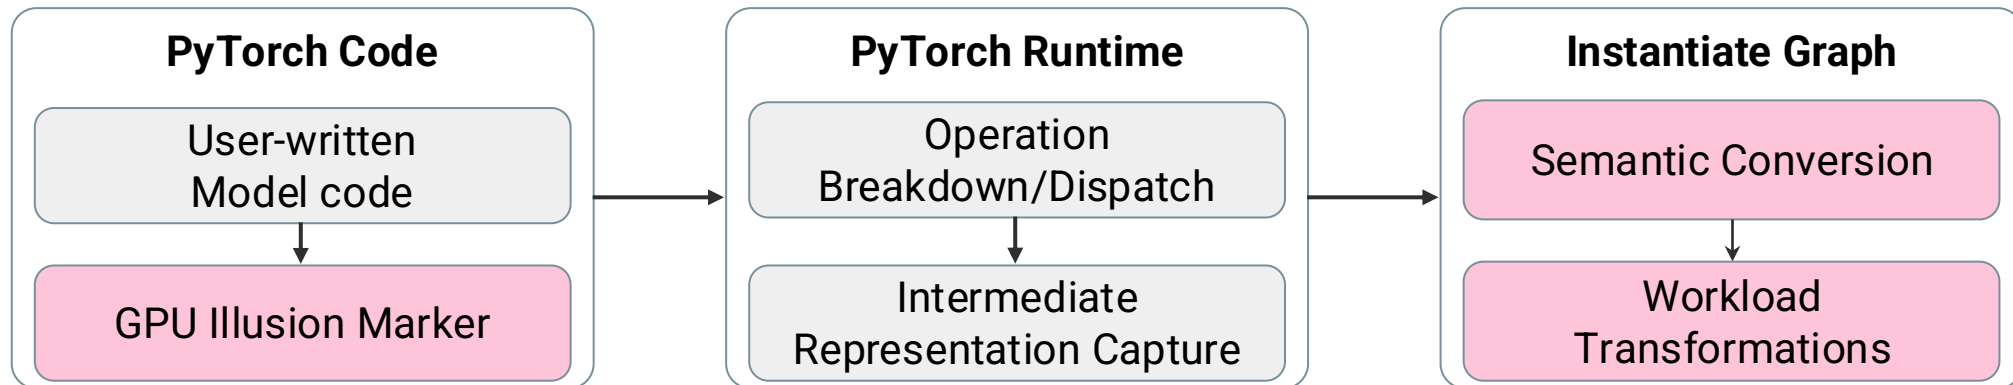 PyTorch Code
User-written
Model code
GPU Illusion Marker
PyTorch Runtime
Operation
Breakdown/Dispatch
Intermediate
Representation Capture
Instantiate Graph
Semantic Conversion
Workload
Transformations